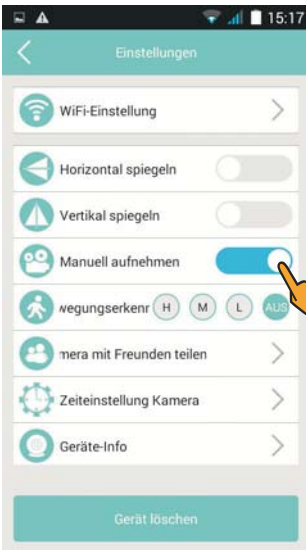 15:17
Einstellungen
WiFi-Einstellung
Horizontal spiegeln
Vertikal spiegeln
Manuell aufnehmen
wegungserkenr H M L AUS
mera mit Freunden teilen
Zeiteinstellung Kamera
Geräte-Info
Gerät löschen